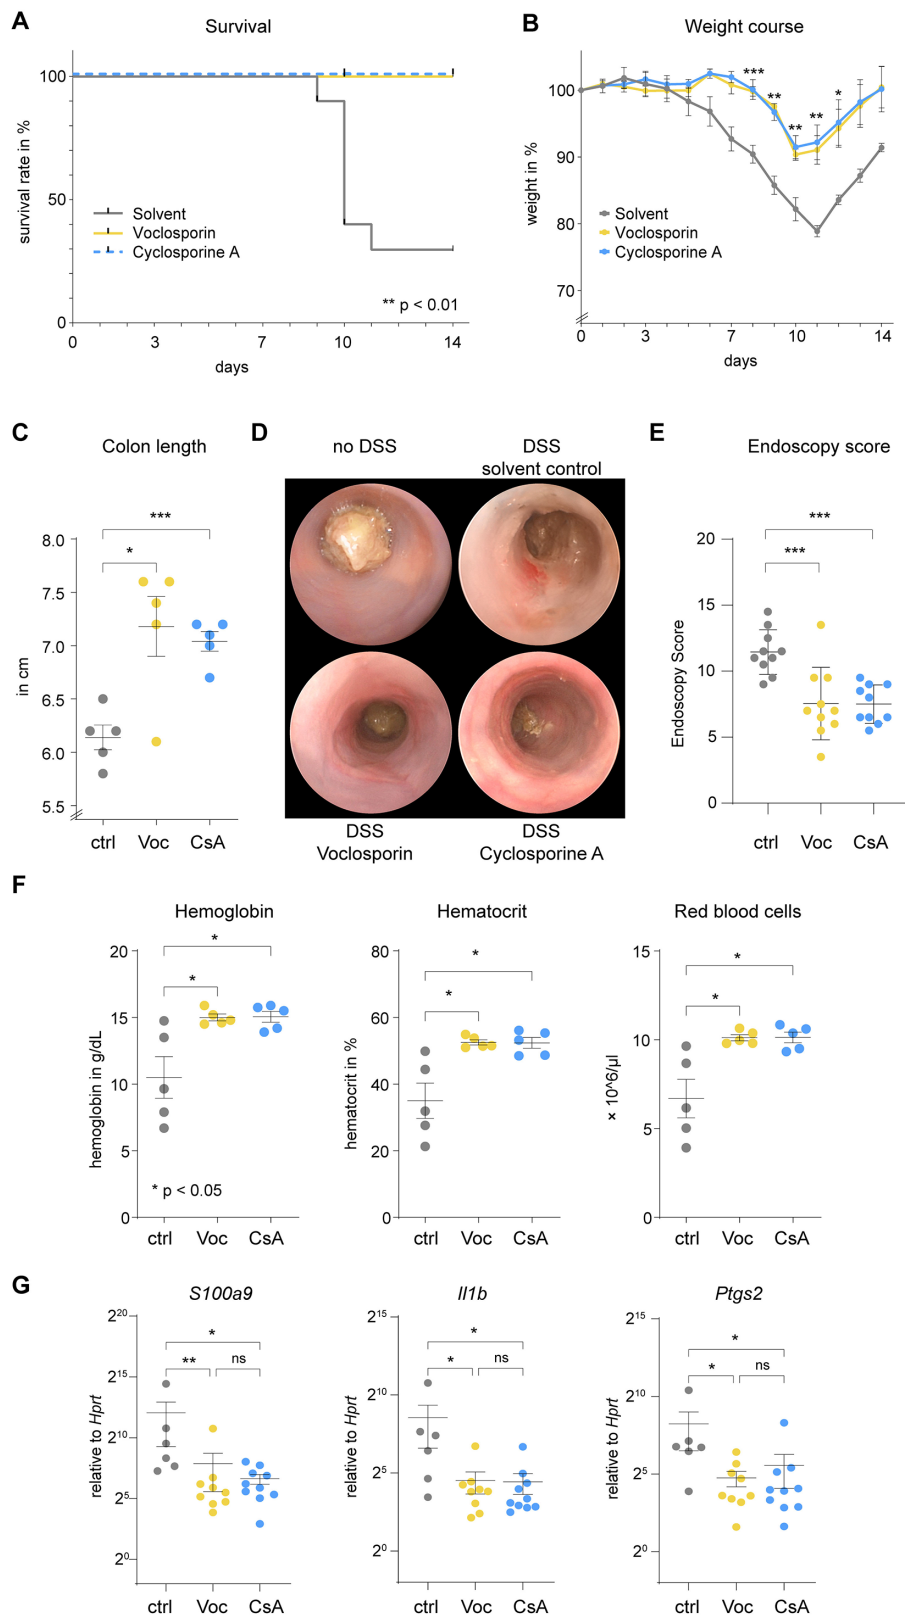 A
Survival
survival rate in %
100
50
0
Solvent
Voclosporin
Cyclosporine A
** p < 0.01
0 3 7 10 14
days
B
Weight course
weight in %
100
90
80
70
*** ** ** ** *
Solvent
Voclosporin
Cyclosporine A
0 3 7 10 14
days
C
Colon length
in cm
8.0
7.5
7.0
6.5
6.0
5.5
***
*
ctrl Voc CsA
D
no DSS
DSS
solvent control
DSS
Voclosporin
DSS
Cyclosporine A
E
Endoscopy score
Endoscopy Score
20
15
10
5
0
***
***
ctrl Voc CsA
F
Hemoglobin
hemoglobin in g/dL
20
15
10
5
0
*
*
* p < 0.05
ctrl Voc CsA
Hematocrit
hematocrit in %
80
60
40
20
0
*
*
ctrl Voc CsA
Red blood cells
× 10^6/µl
15
10
5
0
*
*
ctrl Voc CsA
G
S100a9
relative to Hprt
2²⁰
2¹⁵
2¹⁰
2⁵
2⁰
*
** ns
ctrl Voc CsA
Il1b
relative to Hprt
2¹⁵
2¹⁰
2⁵
2⁰
*
* ns
ctrl Voc CsA
Ptgs2
relative to Hprt
2¹⁵
2¹⁰
2⁵
2⁰
*
* ns
ctrl Voc CsA